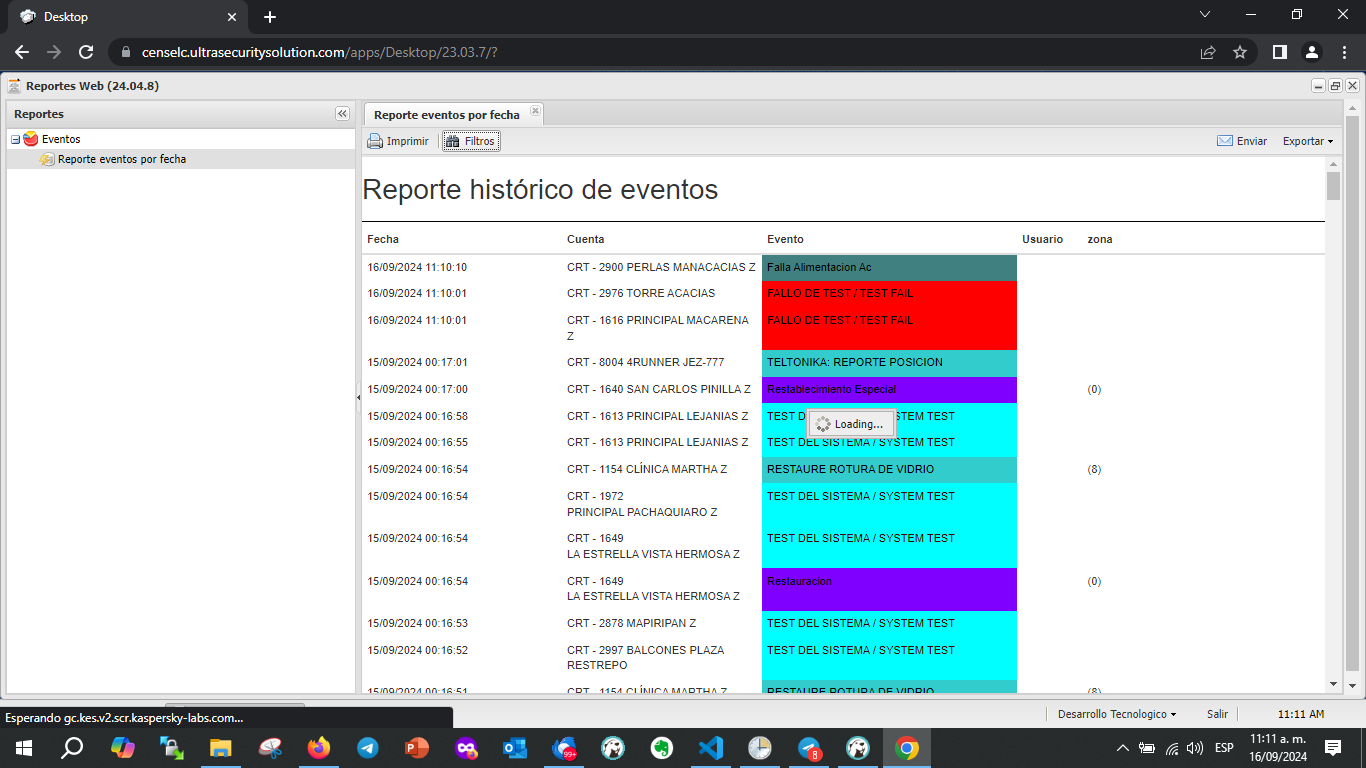 Desktop
censelc.ultrasecuritysolution.com/apps/Desktop/23.03.7/?
Reportes Web (24.04.8)
Reportes
Eventos
Reporte eventos por fecha
Reporte eventos por fecha
Imprimir
Filtros
Enviar
Exportar
Reporte histórico de eventos
Fecha Cuenta Evento Usuario zona
16/09/2024 11:10:10 CRT - 2900 PERLAS MANACACIAS Z Falla Alimentacion Ac
16/09/2024 11:10:01 CRT - 2976 TORRE ACACIAS FALLO DE TEST / TEST FAIL
16/09/2024 11:10:01 CRT - 1616 PRINCIPAL MACARENA FALLO DE TEST / TEST FAIL
Z
15/09/2024 00:17:01 CRT - 8004 4RUNNER JEZ-777 TELTONIKA: REPORTE POSICION
15/09/2024 00:17:00 CRT - 1640 SAN CARLOS PINILLA Z Restablecimiento Especial (0)
15/09/2024 00:16:58 CRT - 1613 PRINCIPAL LEJANIAS Z TEST D YSTEM TEST
Loading...
15/09/2024 00:16:55 CRT - 1613 PRINCIPAL LEJANIAS Z TEST DEL SISTEMA / SYSTEM TEST
15/09/2024 00:16:54 CRT - 1154 CLÍNICA MARTHA Z RESTAURE ROTURA DE VIDRIO (8)
15/09/2024 00:16:54 CRT - 1972 TEST DEL SISTEMA / SYSTEM TEST
PRINCIPAL PACHAQUIARO Z
15/09/2024 00:16:54 CRT - 1649 TEST DEL SISTEMA / SYSTEM TEST
LA ESTRELLA VISTA HERMOSA Z
15/09/2024 00:16:54 CRT - 1649 Restauracion (0)
LA ESTRELLA VISTA HERMOSA Z
15/09/2024 00:16:53 CRT - 2878 MAPIRIPAN Z TEST DEL SISTEMA / SYSTEM TEST
15/09/2024 00:16:52 CRT - 2997 BALCONES PLAZA TEST DEL SISTEMA / SYSTEM TEST
RESTREPO
15/09/2024 00:16:51 CRT - 1154 CLÍNICA MARTHA Z RESTAURE ROTURA DE VIDRIO (8)
Esperando gc.kes.v2.scr.kaspersky-labs.com...
Desarrollo Tecnologico
Salir
11:11 AM
99+
8
ESP
11:11 a. m.
16/09/2024